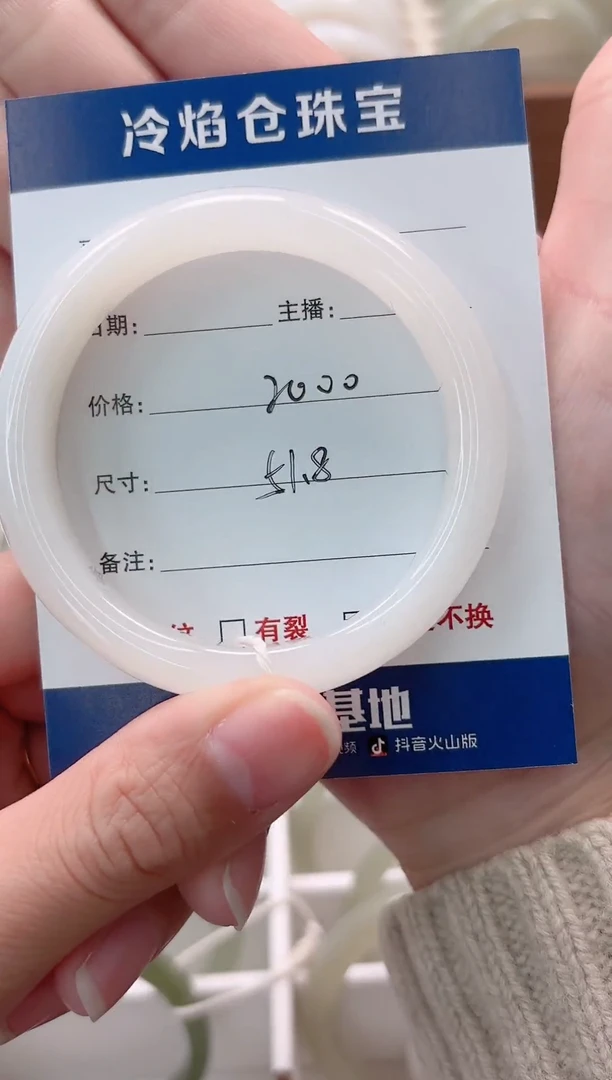 冷焰仓珠宝
期: 主播:
价格: 2000
尺寸: 51.8
备注:
有裂 不换
基地
抖音火山版